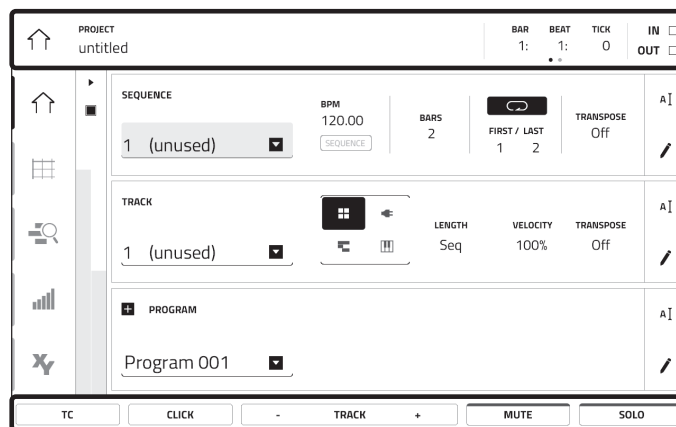 PROJECT
untitled
BAR BEAT TICK
1: 1: 0
IN
OUT
SEQUENCE
1 (unused)
BPM
120.00
SEQUENCE
BARS
2
FIRST / LAST
1 2
TRANSPOSE
Off
A
TRACK
1 (unused)
LENGTH
Seq
VELOCITY
100%
TRANSPOSE
Off
A
PROGRAM
Program 001
A
XY
TC CLICK - TRACK + MUTE SOLO